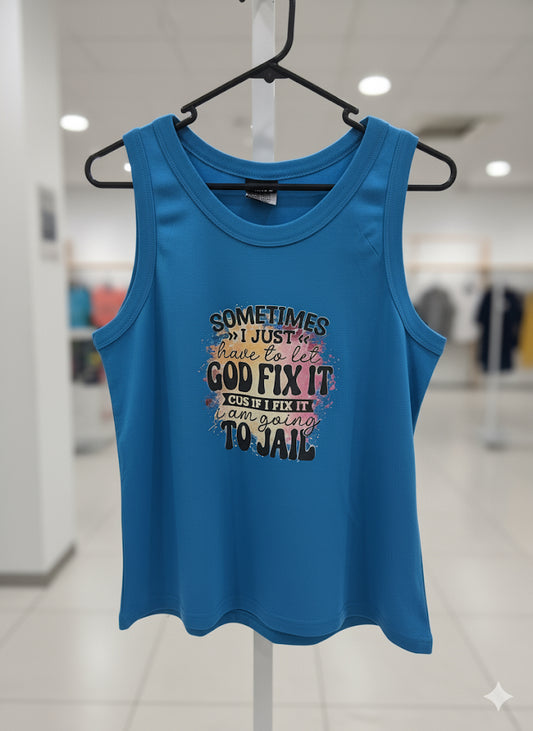 SOMETIMES
»I JUST«
have to let
GOD FIX IT
CUS IF I FIX IT
i am going
TO JAIL